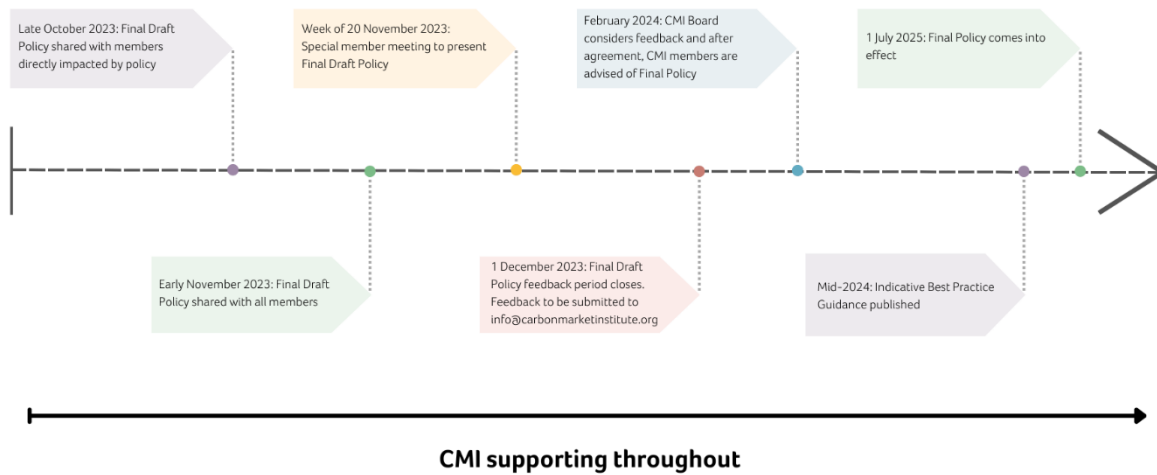 Late October 2023: Final Draft
Policy shared with members
directly impacted by policy
Week of 20 November 2023:
Special member meeting to present
Final Draft Policy
February 2024: CMI Board
considers feedback and after
agreement, CMI members are
advised of Final Policy
1 July 2025: Final Policy comes into
effect
Early November 2023: Final Draft
Policy shared with all members
1 December 2023: Final Draft
Policy feedback period closes.
Feedback to be submitted to
info@carbonmarketinstitute.org
Mid-2024: Indicative Best Practice
Guidance published
CMI supporting throughout